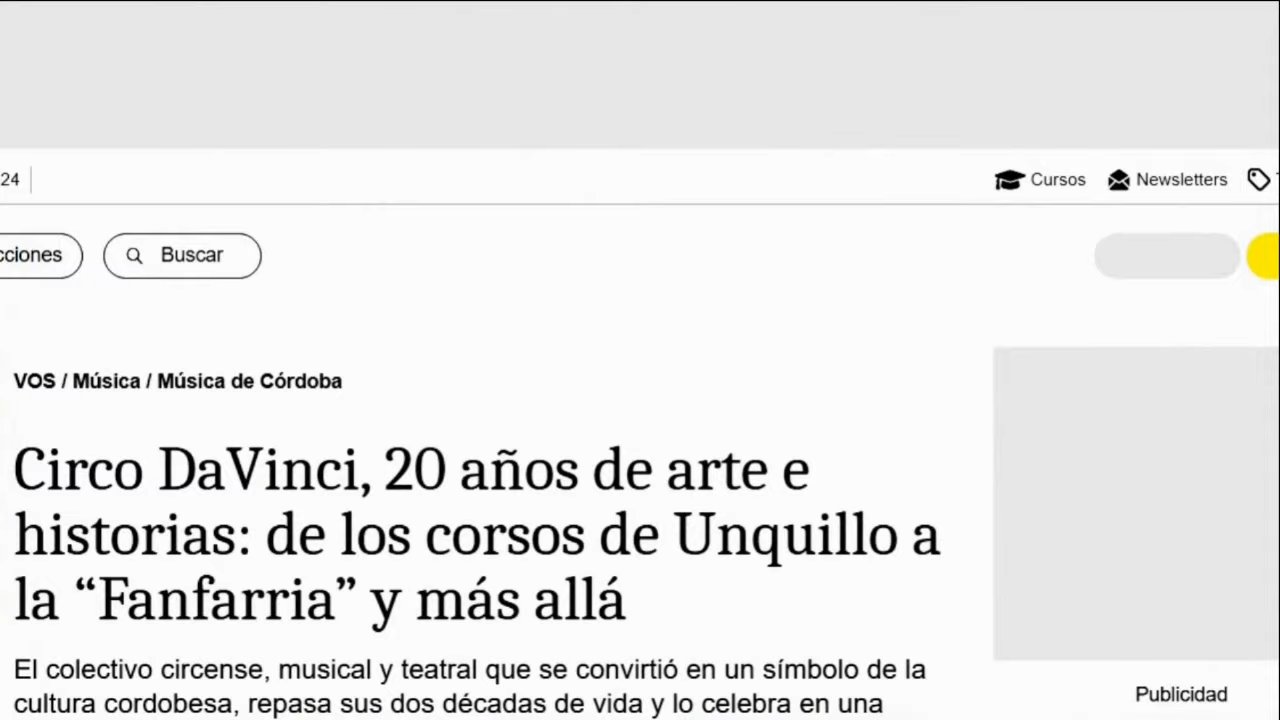 24
Cursos
Newsletters
cciones
Buscar
VOS / Música / Música de Córdoba
Circo DaVinci, 20 años de arte e
historias: de los corsos de Unquillo a
la “Fanfarria” y más allá
El colectivo circense, musical y teatral que se convirtió en un símbolo de la
cultura cordobesa, repasa sus dos décadas de vida y lo celebra en una
Publicidad